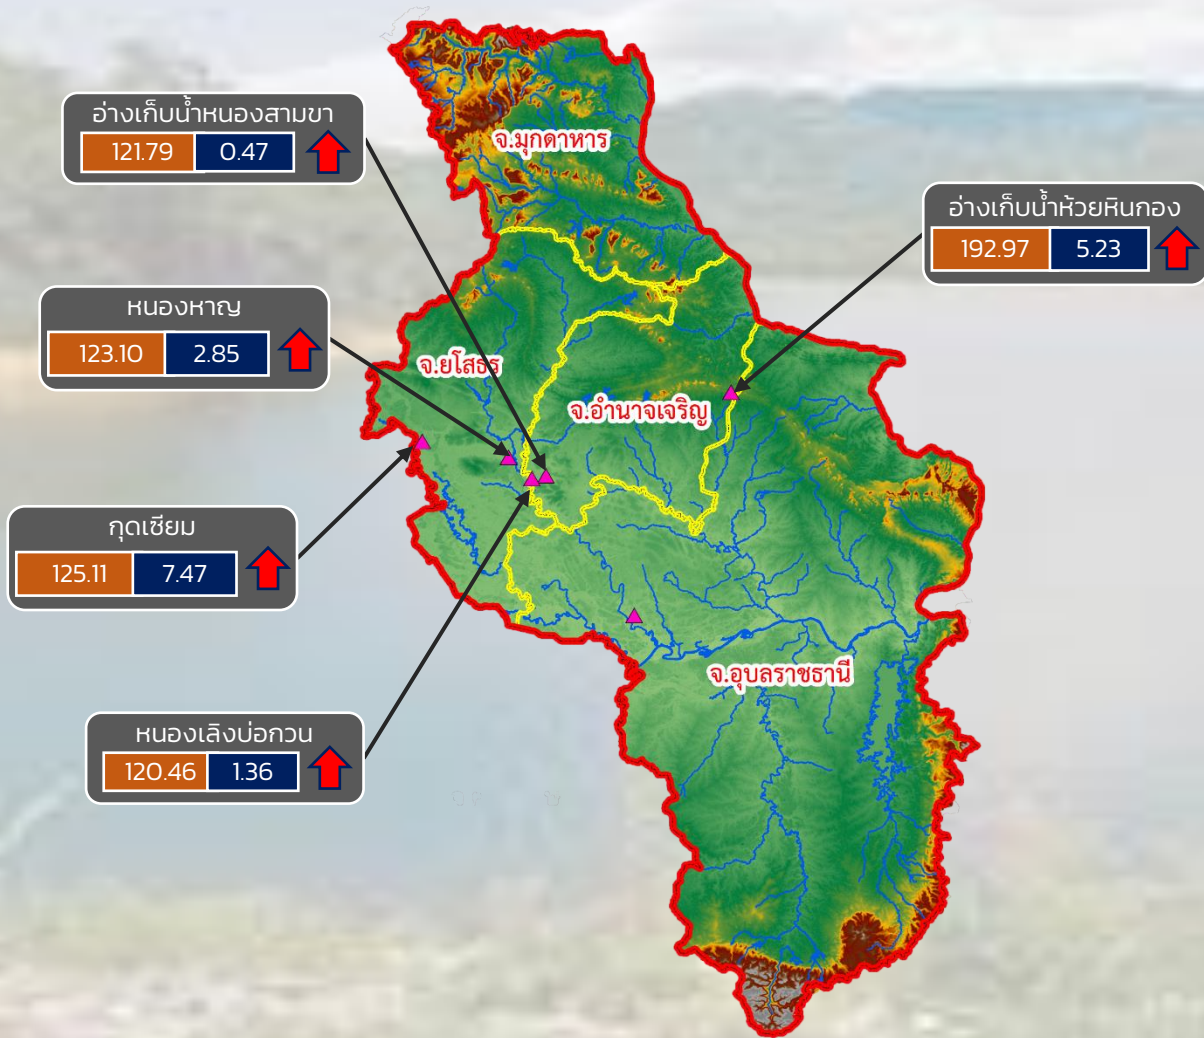 อ่างเก็บน้ำหนองสามขา
121.79 0.47
จ.มุกดาหาร
อ่างเก็บน้ำห้วยหินกอง
192.97 5.23
หนองหาญ
123.10 2.85
จ.ยโสธร
จ.อำนาจเจริญ
กุดเซียม
125.11 7.47
จ.อุบลราชธานี
หนองเลิงบ่อกวน
120.46 1.36